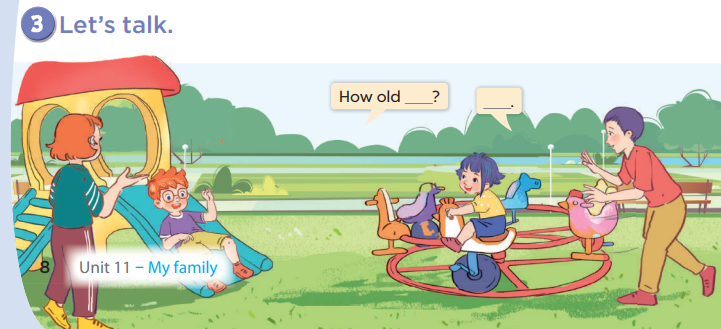 3 Let's talk.
How old ___?
___.
8 Unit 11 – My family